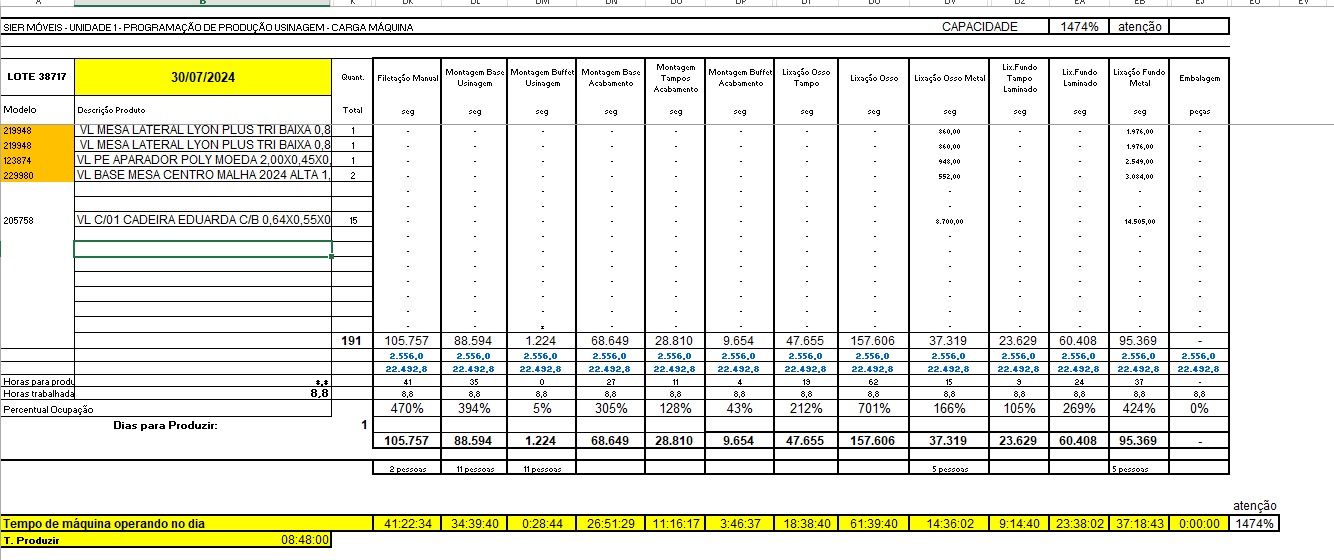 SIER MÓVEIS - UNIDADE 1 - PROGRAMAÇÃO DE PRODUÇÃO USINAGEM - CARGA MÁQUINA CAPACIDADE 1474% atenção
LOTE 38717 30/07/2024 Quant. Filetação Manual Montagem Base Usinagem Montagem Buffet Usinagem Montagem Base Acabamento Montagem Tampos Acabamento Montagem Buffet Acabamento Lixação Osso Tampo Lixação Osso Lixação Osso Metal Lix.Fundo Tampo Laminado Lix.Fundo Laminado Lixação Fundo Metal Embalagem
Modelo Descrição Produto Total seg seg seg seg seg seg seg seg seg seg seg seg peças
219948 VL MESA LATERAL LYON PLUS TRI BAIXA 0,8 1 - - - - - - - - 860,00 - - 1.976,00 -
219948 VL MESA LATERAL LYON PLUS TRI BAIXA 0,8 1 - - - - - - - - 860,00 - - 1.976,00 -
123874 VL PE APARADOR POLY MOEDA 2,00X0,45X0, 1 - - - - - - - - 948,00 - - 2.549,00 -
229980 VL BASE MESA CENTRO MALHA 2024 ALTA 1, 2 - - - - - - - - 552,00 - - 3.084,00 -
- - - - - - - - - - - - -
- - - - - - - - - - - - -
205758 VL C/01 CADEIRA EDUARDA C/B 0,64X0,55X0 15 - - - - - - - - 8.700,00 - - 14.505,00 -
- - - - - - - - - - - - -
- - - - - - - - - - - - -
- - - - - - - - - - - - -
- - - - - - - - - - - - -
- - - - - - - - - - - - -
- - - - - - - - - - - - -
- - - - - - - - - - - - -
191 105.757 88.594 1.224 68.649 28.810 9.654 47.655 157.606 37.319 23.629 60.408 95.369 -
2.556,0 2.556,0 2.556,0 2.556,0 2.556,0 2.556,0 2.556,0 2.556,0 2.556,0 2.556,0 2.556,0 2.556,0 2.556,0
22.492,8 22.492,8 22.492,8 22.492,8 22.492,8 22.492,8 22.492,8 22.492,8 22.492,8 22.492,8 22.492,8 22.492,8 22.492,8
Horas para produ 41 35 0 27 11 4 19 62 15 9 24 37 -
Horas trabalhada 8,8 8,8 8,8 8,8 8,8 8,8 8,8 8,8 8,8 8,8 8,8 8,8 8,8 8,8
Percentual Ocupação 470% 394% 5% 305% 128% 43% 212% 701% 166% 105% 269% 424% 0%
Dias para Produzir: 1
105.757 88.594 1.224 68.649 28.810 9.654 47.655 157.606 37.319 23.629 60.408 95.369 -
2 pessoas 11 pessoas 11 pessoas 5 pessoas 5 pessoas
atenção
Tempo de máquina operando no dia 41:22:34 34:39:40 0:28:44 26:51:29 11:16:17 3:46:37 18:38:40 61:39:40 14:36:02 9:14:40 23:38:02 37:18:43 0:00:00 1474%
T. Produzir 08:48:00